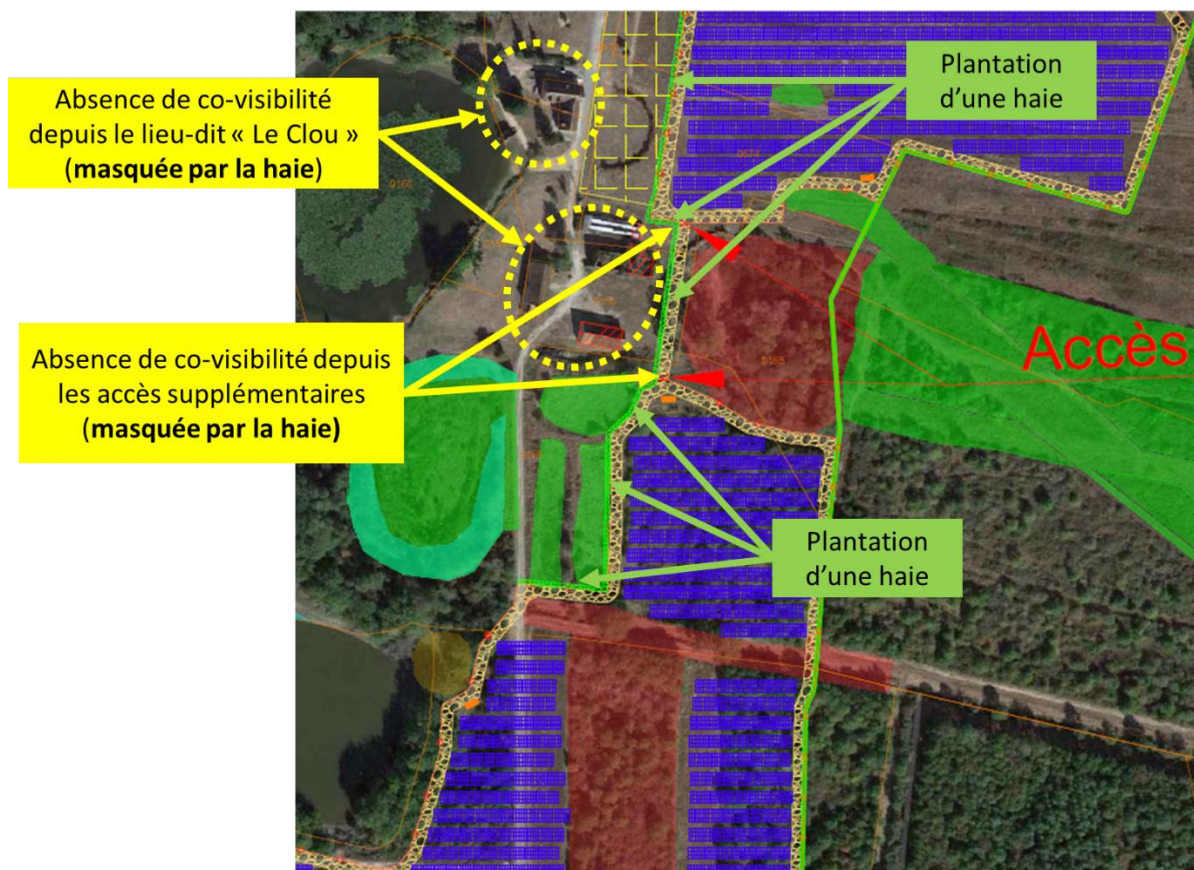 Absence de co-visibilité
depuis le lieu-dit « Le Clou »
(masquée par la haie)
Plantation
d’une haie
Absence de co-visibilité depuis
les accès supplémentaires
(masquée par la haie)
Accès
Plantation
d’une haie